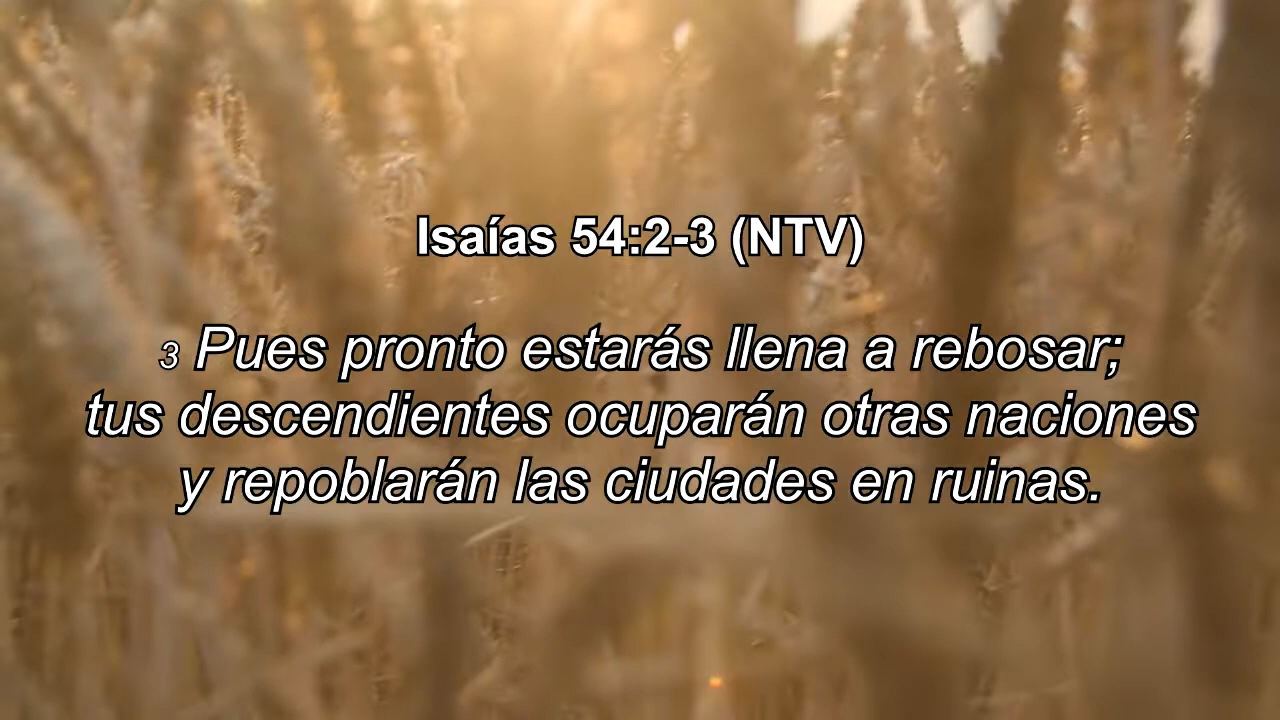 Isaías 54:2-3 (NTV)
3 Pues pronto estarás llena a rebosar;
tus descendientes ocuparán otras naciones
y repoblarán las ciudades en ruinas.